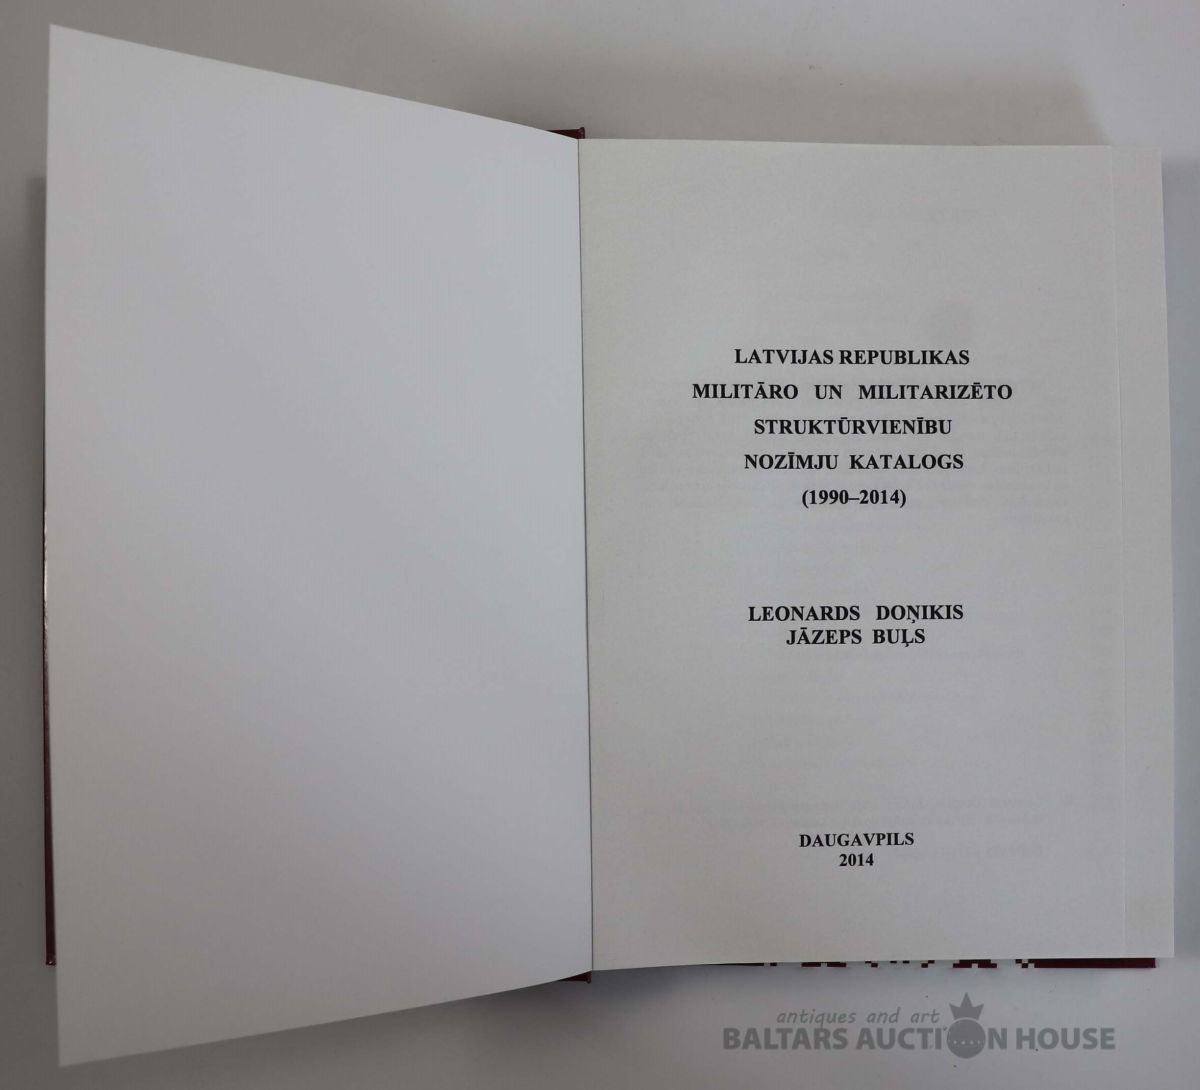 LATVIJAS REPUBLIKAS
MILITĀRO UN MILITARIZĒTO
STRUKTŪRVIENĪBU
NOZĪMJU KATALOGS
(1990–2014)
LEONARDS DOŅIKIS
JĀZEPS BUĻS
DAUGAVPILS
2014
antiques and art
BALTARS AUCTION HOUSE